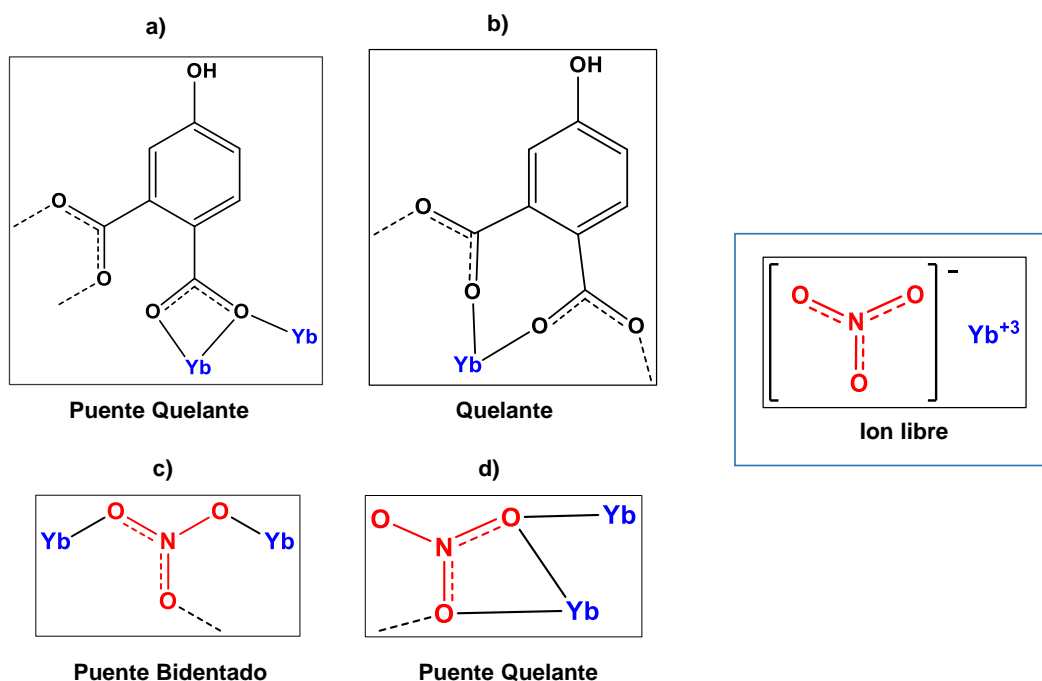 a)
OH
O
O
O
O
Yb
Yb
Puente Quelante
b)
OH
O
O
O
O
Yb
Quelante
O
O
N
O
−
Yb+3
Ion libre
c)
O
O
Yb
N
Yb
O
Puente Bidentado
d)
O
O
Yb
N
O
Yb
Puente Quelante